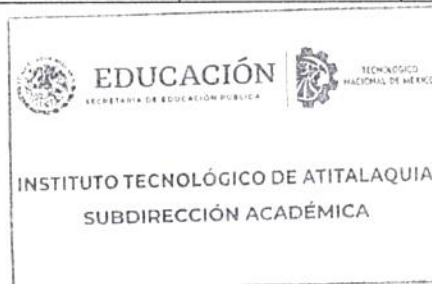 EDUCACIÓN
SECRETARÍA DE EDUCACIÓN PÚBLICA
TECNOLÓGICO
NACIONAL DE MÉXICO
INSTITUTO TECNOLÓGICO DE ATITALAQUIA
SUBDIRECCIÓN ACADÉMICA